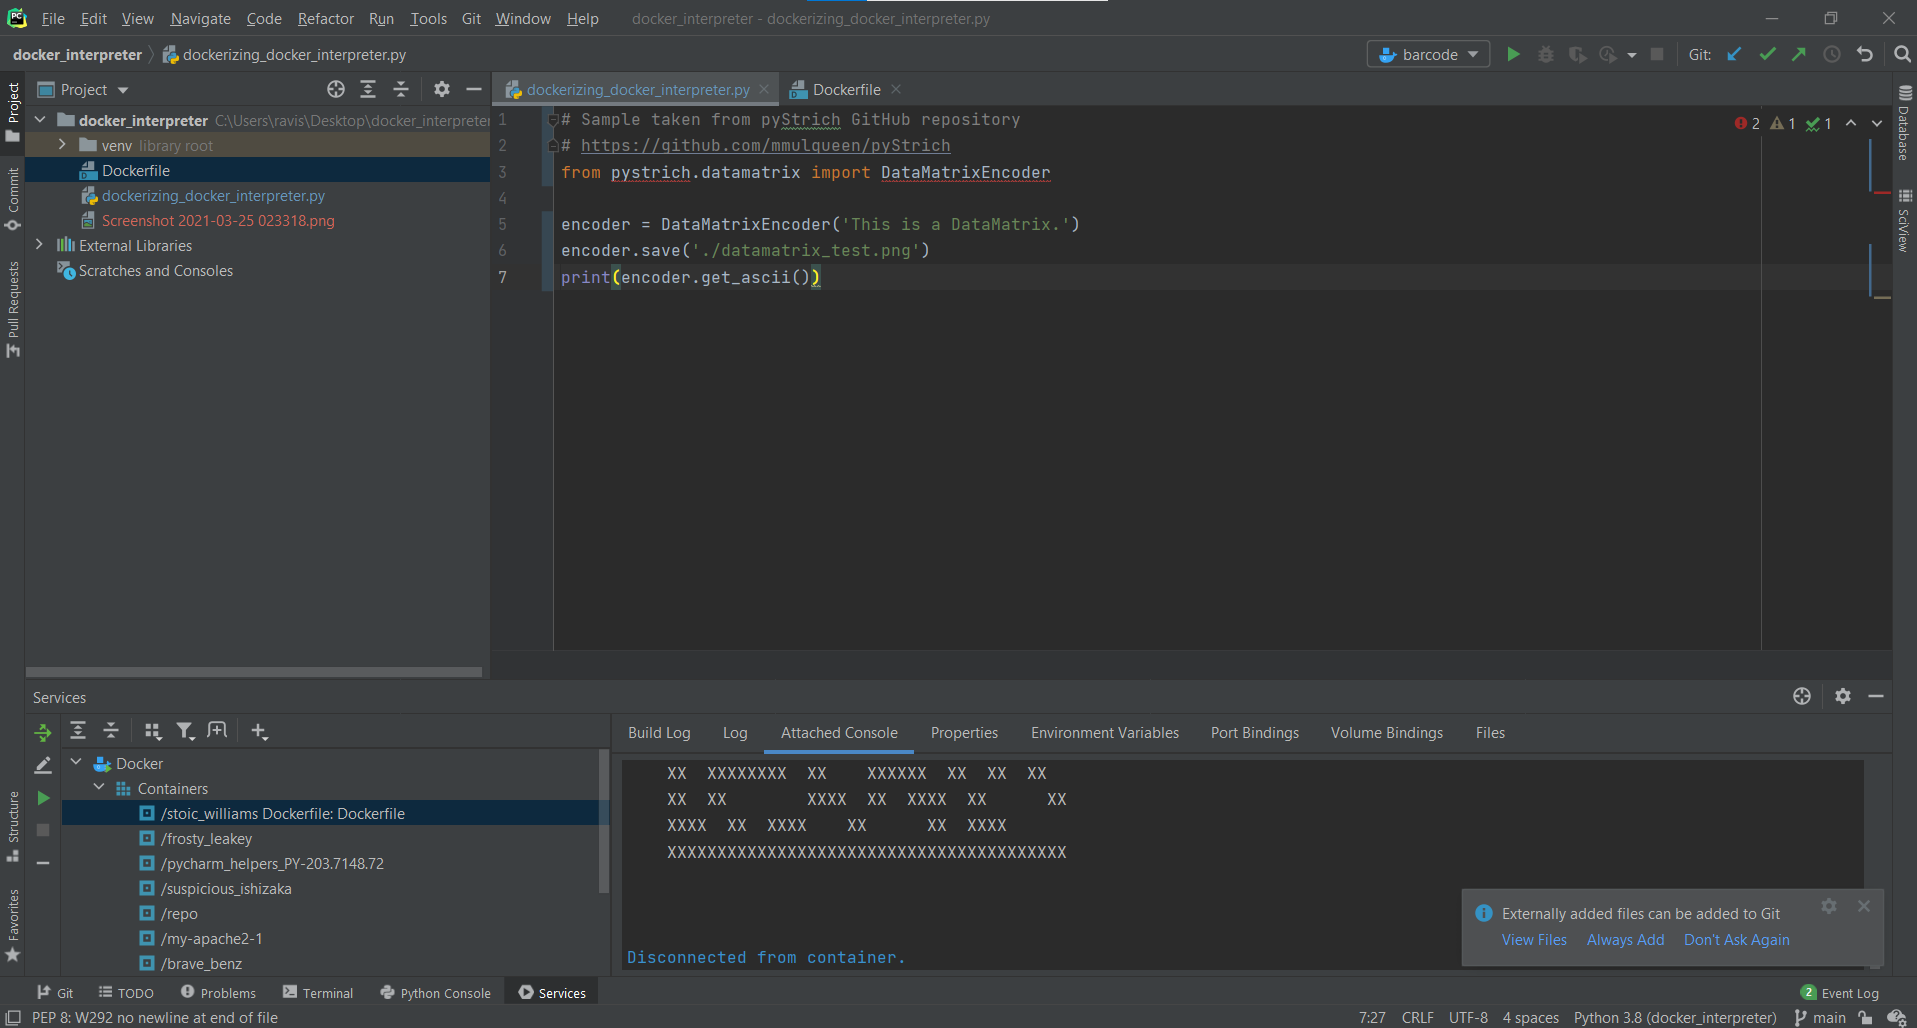 File Edit View Navigate Code Refactor Run Tools Git Window Help docker_interpreter - dockerizing_docker_interpreter.py
docker_interpreter dockerizing_docker_interpreter.py barcode Git:
Project dockerizing_docker_interpreter.py Dockerfile
docker_interpreter C:\Users\ravis\Desktop\docker_interpreter
venv library root
Dockerfile
dockerizing_docker_interpreter.py
Screenshot 2021-03-25 023318.png
External Libraries
Scratches and Consoles
1 # Sample taken from pyStrich GitHub repository
2 # https://github.com/mmulqueen/pyStrich
3 from pystrich.datamatrix import DataMatrixEncoder
4
5 encoder = DataMatrixEncoder('This is a DataMatrix.')
6 encoder.save('./datamatrix_test.png')
7 print(encoder.get_ascii())
2 1 1
Project
Commit
Pull Requests
Structure
Favorites
Database
SciView
Services
Docker
Containers
/stoic_williams Dockerfile: Dockerfile
/frosty_leakey
/pycharm_helpers_PY-203.7148.72
/suspicious_ishizaka
/repo
/my-apache2-1
/brave_benz
Build Log Log Attached Console Properties Environment Variables Port Bindings Volume Bindings Files
XX  XXXXXXXX  XX    XXXXXX  XX  XX  XX
XX  XX        XXXX  XX  XXXX  XX      XX
XXXX  XX  XXXX    XX      XX  XXXX
XXXXXXXXXXXXXXXXXXXXXXXXXXXXXXXXXXXXXXXX
Disconnected from container.
Externally added files can be added to Git
View Files Always Add Don't Ask Again
Git TODO Problems Terminal Python Console Services 2 Event Log
PEP 8: W292 no newline at end of file 7:27 CRLF UTF-8 4 spaces Python 3.8 (docker_interpreter) main